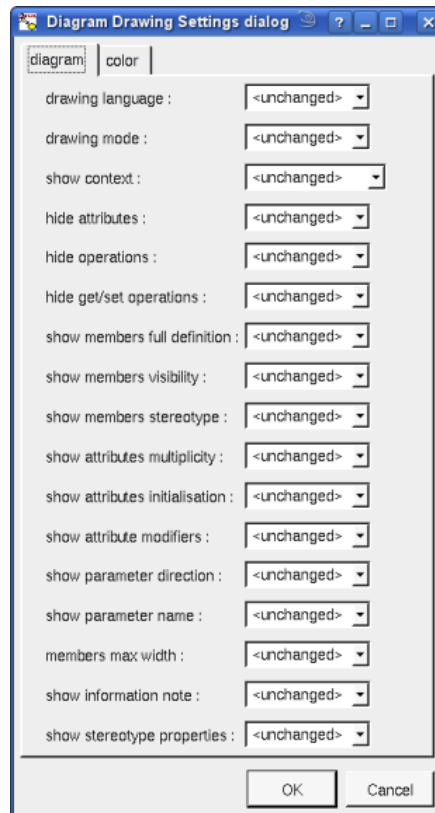 Diagram Drawing Settings dialog ?
diagram color
drawing language : <unchanged>
drawing mode : <unchanged>
show context : <unchanged>
hide attributes : <unchanged>
hide operations : <unchanged>
hide get/set operations : <unchanged>
show members full definition : <unchanged>
show members visibility : <unchanged>
show members stereotype : <unchanged>
show attributes multiplicity : <unchanged>
show attributes initialisation : <unchanged>
show attribute modifiers : <unchanged>
show parameter direction : <unchanged>
show parameter name : <unchanged>
members max width : <unchanged>
show information note : <unchanged>
show stereotype properties : <unchanged>
OK Cancel